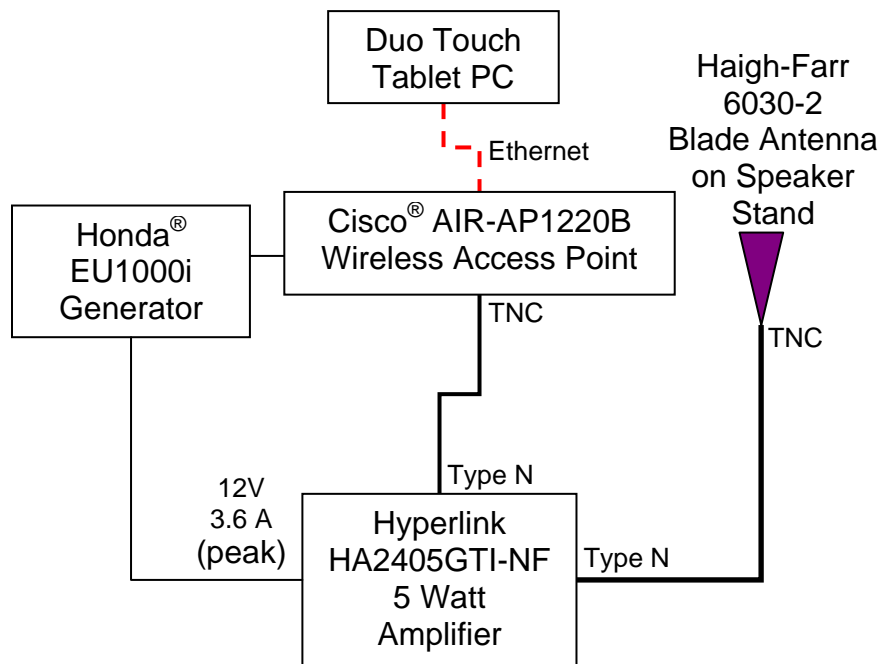 Duo Touch
Tablet PC
Haigh-Farr
6030-2
Blade Antenna
on Speaker
Stand
Ethernet
Honda®
EU1000i
Generator
Cisco® AIR-AP1220B
Wireless Access Point
TNC
TNC
Type N
12V
3.6 A
(peak)
Hyperlink
HA2405GTI-NF
5 Watt
Amplifier
Type N